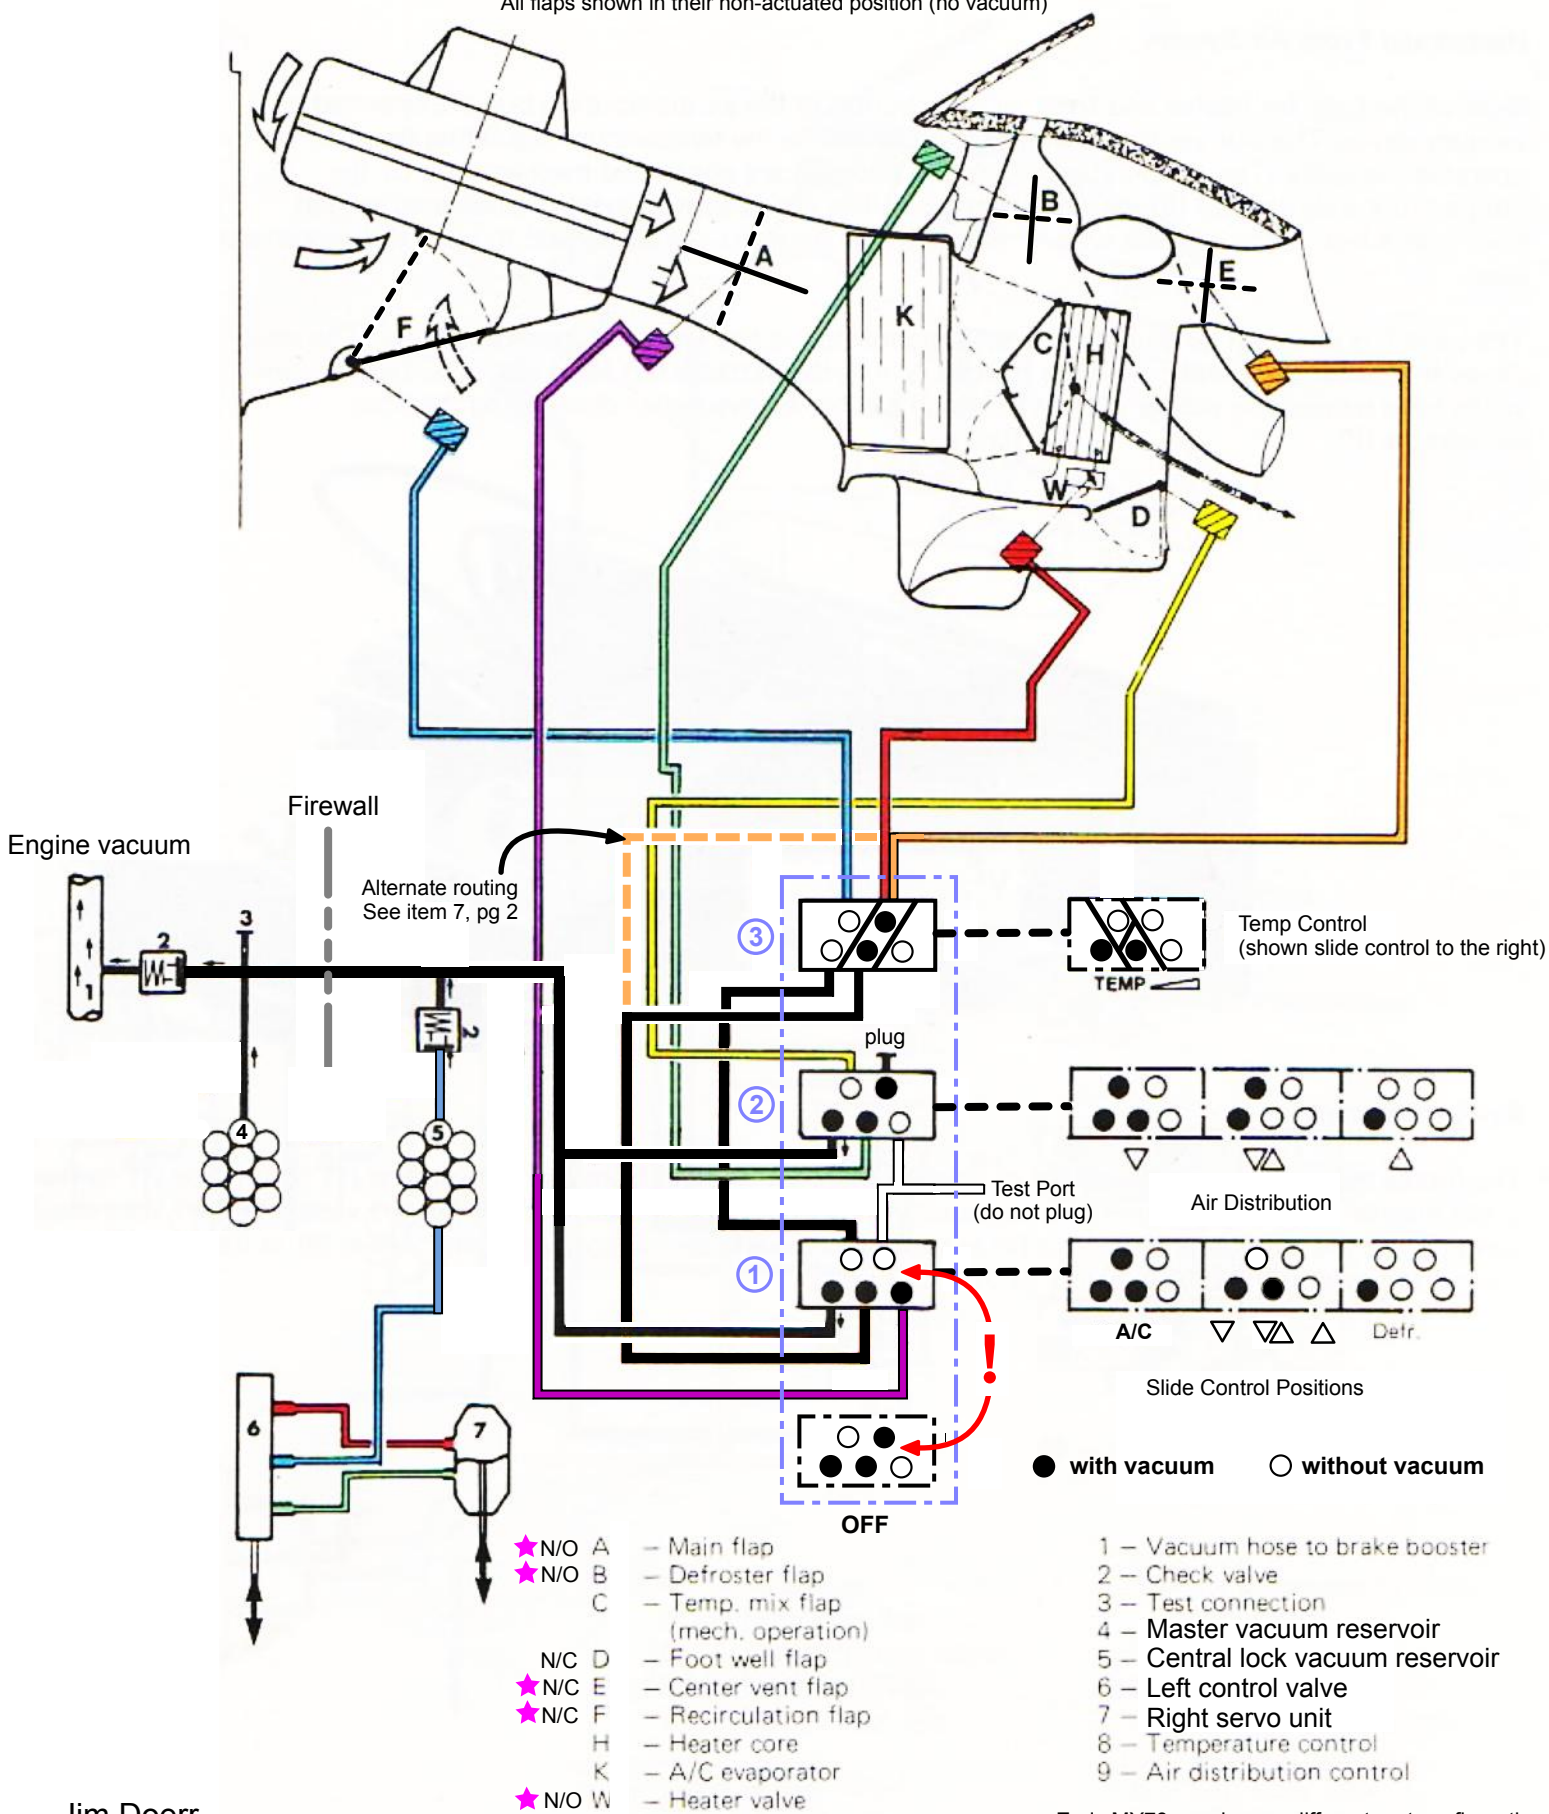 All flaps shown in their non-actuated position (no vacuum)
B
A
E
K
F
C
H
W
D
Firewall
Engine vacuum
Alternate routing
See item 7, pg 2
3
2
1
2
3
Temp Control
(shown slide control to the right)
TEMP
plug
2
4
5
Test Port
(do not plug)
Air Distribution
1
A/C
Defr.
!
Slide Control Positions
6
7
with vacuum
without vacuum
OFF
N/O A – Main flap
N/O B – Defroster flap
C – Temp. mix flap
(mech. operation)
N/C D – Foot well flap
N/C E – Center vent flap
N/C F – Recirculation flap
H – Heater core
K – A/C evaporator
N/O W – Heater valve
1 – Vacuum hose to brake booster
2 – Check valve
3 – Test connection
4 – Master vacuum reservoir
5 – Central lock vacuum reservoir
6 – Left control valve
7 – Right servo unit
8 – Temperature control
9 – Air distribution control
Jim Doerr